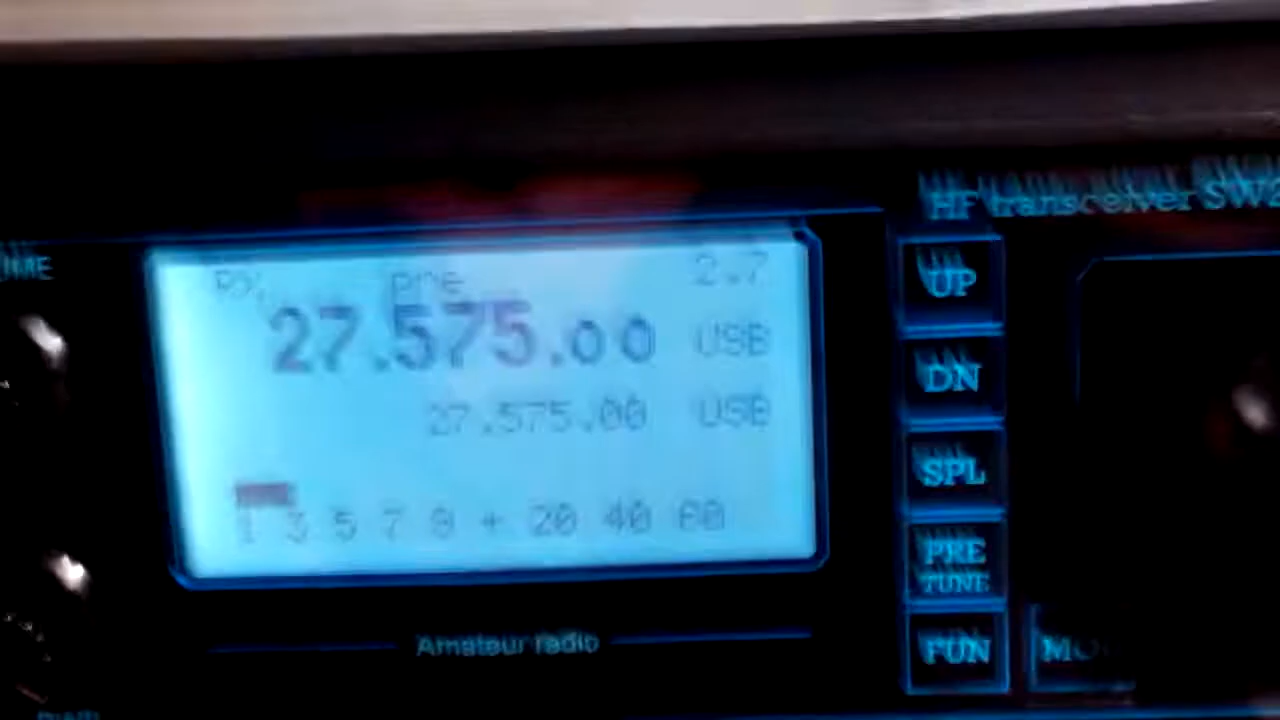 HF transceiver
UP
DN
SPL
PRE
TUNE
FUN
RX pre 2.7
27.575.00 USB
27.575.00 USB
1 3 5 7 9 + 20 40 60
Amateur radio